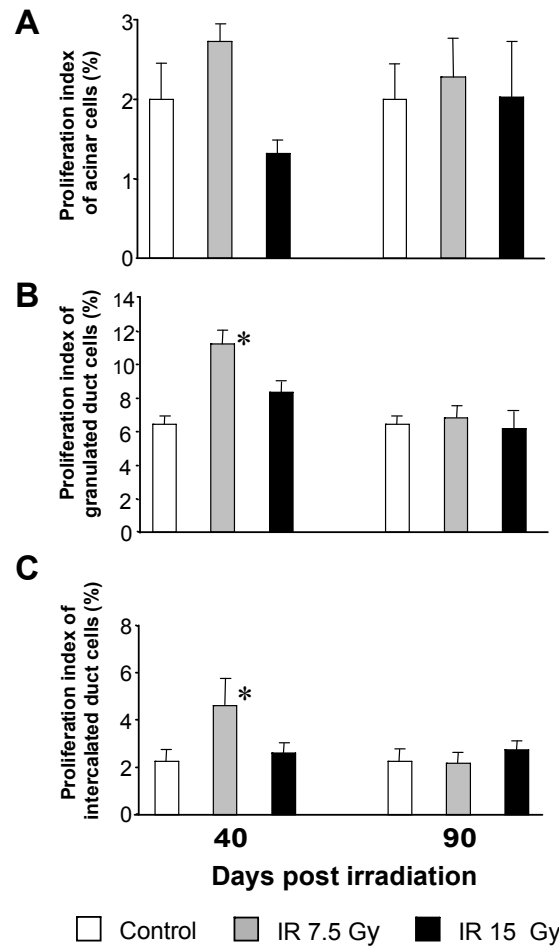 A
Proliferation index
of acinar cells (%)
3
2
1
0
B
Proliferation index of
granulated duct cells (%)
14
12
10
8
6
4
2
0
*
C
Proliferation index of
intercalated duct cells (%)
8
6
4
2
0
*
40 90
Days post irradiation
Control IR 7.5 Gy IR 15 Gy